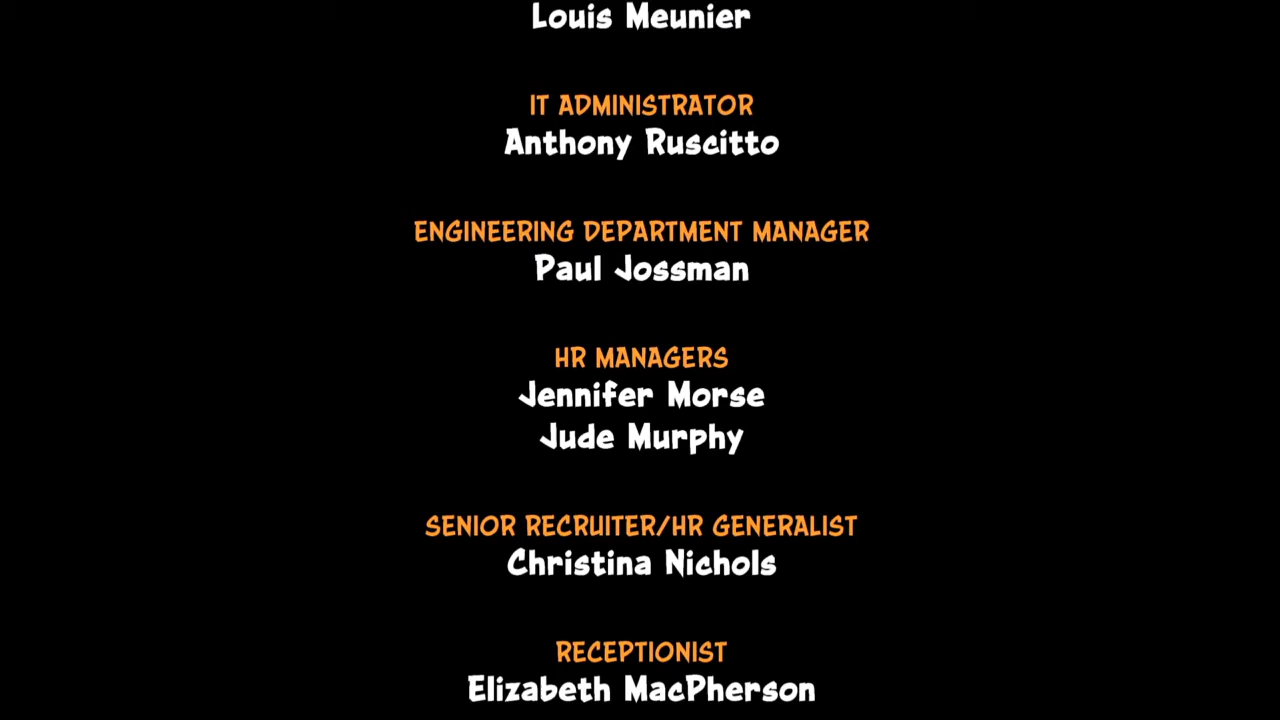 Louis Meunier
IT ADMINISTRATOR
Anthony Ruscitto
ENGINEERING DEPARTMENT MANAGER
Paul Jossman
HR MANAGERS
Jennifer Morse
Jude Murphy
SENIOR RECRUITER/HR GENERALIST
Christina Nichols
RECEPTIONIST
Elizabeth MacPherson